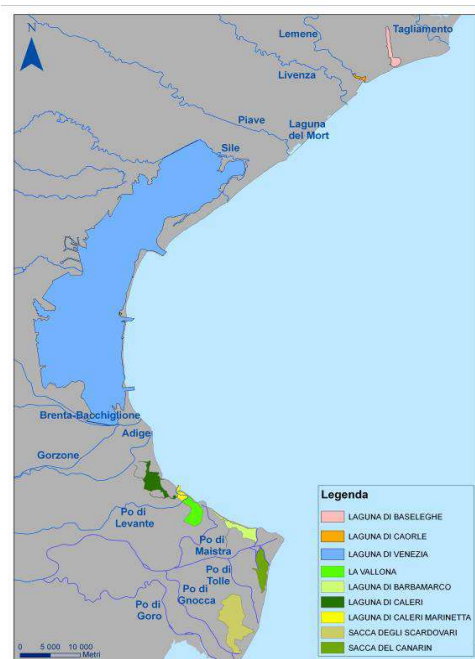 N
Lemene
Tagliamento
Livenza
Piave
Laguna
del Mort
Sile
Brenta-Bacchiglione
Adige
Gorzone
Po di
Levante
Po di
Maistra
Po di
Tolle
Po di
Gnocca
Po di
Goro
0 5 000 10 000
Metri
Legenda
LAGUNA DI BASELEGHE
LAGUNA DI CAORLE
LAGUNA DI VENEZIA
LA VALLONA
LAGUNA DI BARBAMARCO
LAGUNA DI CALERI
LAGUNA DI CALERI MARINETTA
SACCA DEGLI SCARDOVARI
SACCA DEL CANARIN